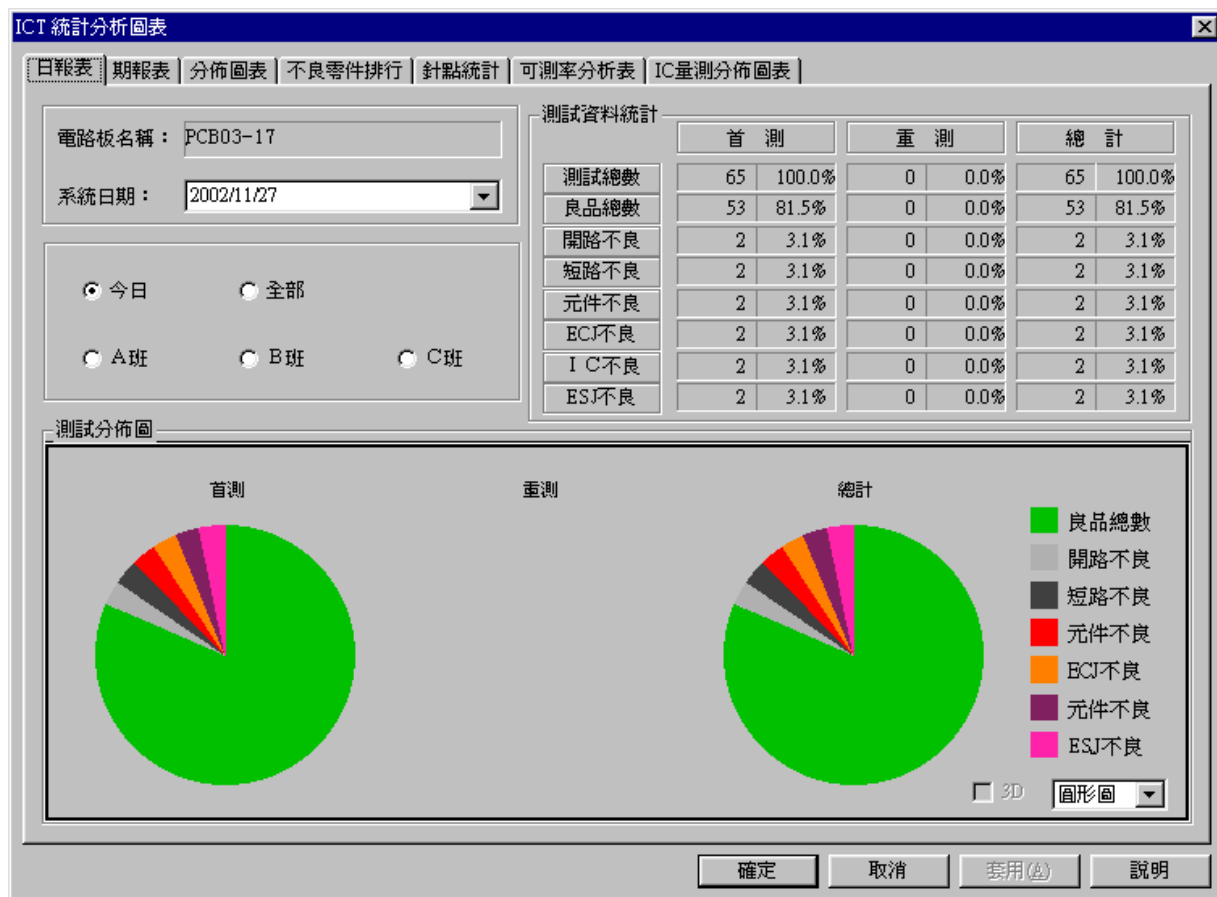 ICT 統計分析圖表
日報表 期報表 分佈圖表 不良零件排行 針點統計 可測率分析表 IC量測分佈圖表
電路板名稱： PCB03-17
系統日期： 2002/11/27
今日 全部
A班 B班 C班
測試資料統計
首 測 重 測 總 計
測試總數 65 100.0% 0 0.0% 65 100.0%
良品總數 53 81.5% 0 0.0% 53 81.5%
開路不良 2 3.1% 0 0.0% 2 3.1%
短路不良 2 3.1% 0 0.0% 2 3.1%
元件不良 2 3.1% 0 0.0% 2 3.1%
ECJ不良 2 3.1% 0 0.0% 2 3.1%
I C不良 2 3.1% 0 0.0% 2 3.1%
ESJ不良 2 3.1% 0 0.0% 2 3.1%
測試分佈圖
首測 重測 總計
良品總數
開路不良
短路不良
元件不良
ECJ不良
元件不良
ESJ不良
3D 圓形圖
確定 取消 套用(A) 說明